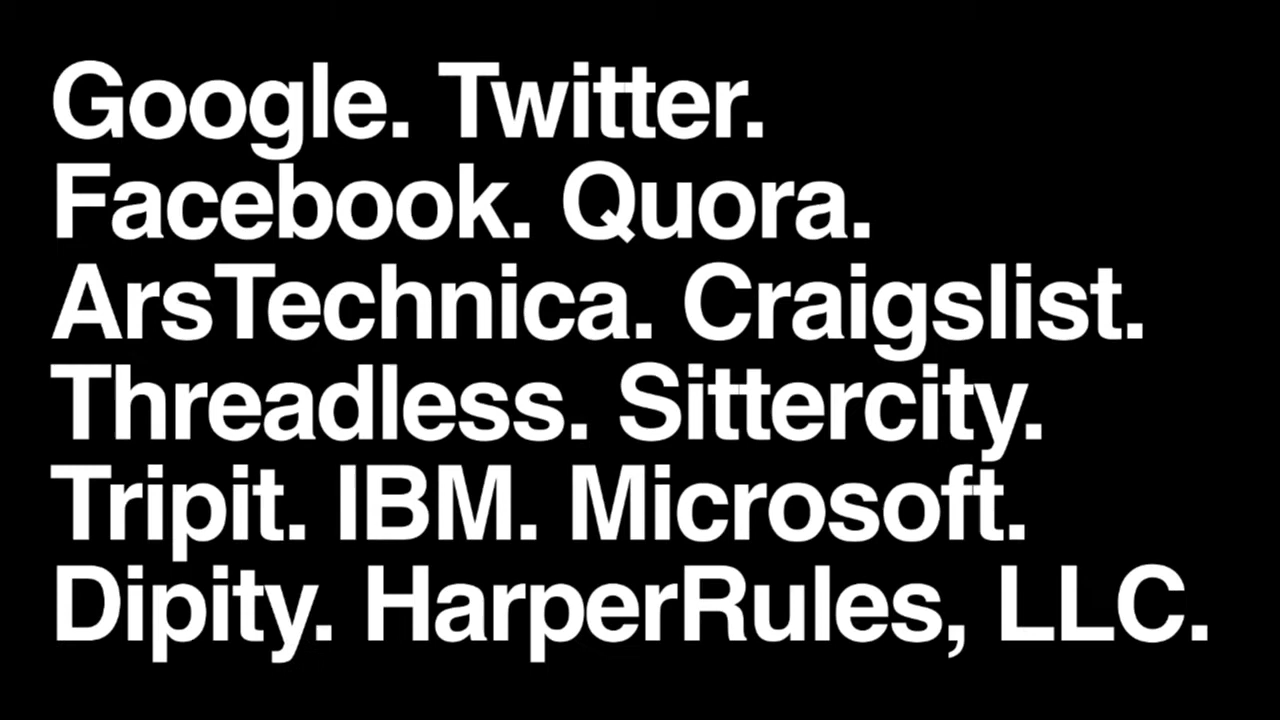 Google. Twitter.
Facebook. Quora.
ArsTechnica. Craigslist.
Threadless. Sittercity.
Tripit. IBM. Microsoft.
Dipity. HarperRules, LLC.